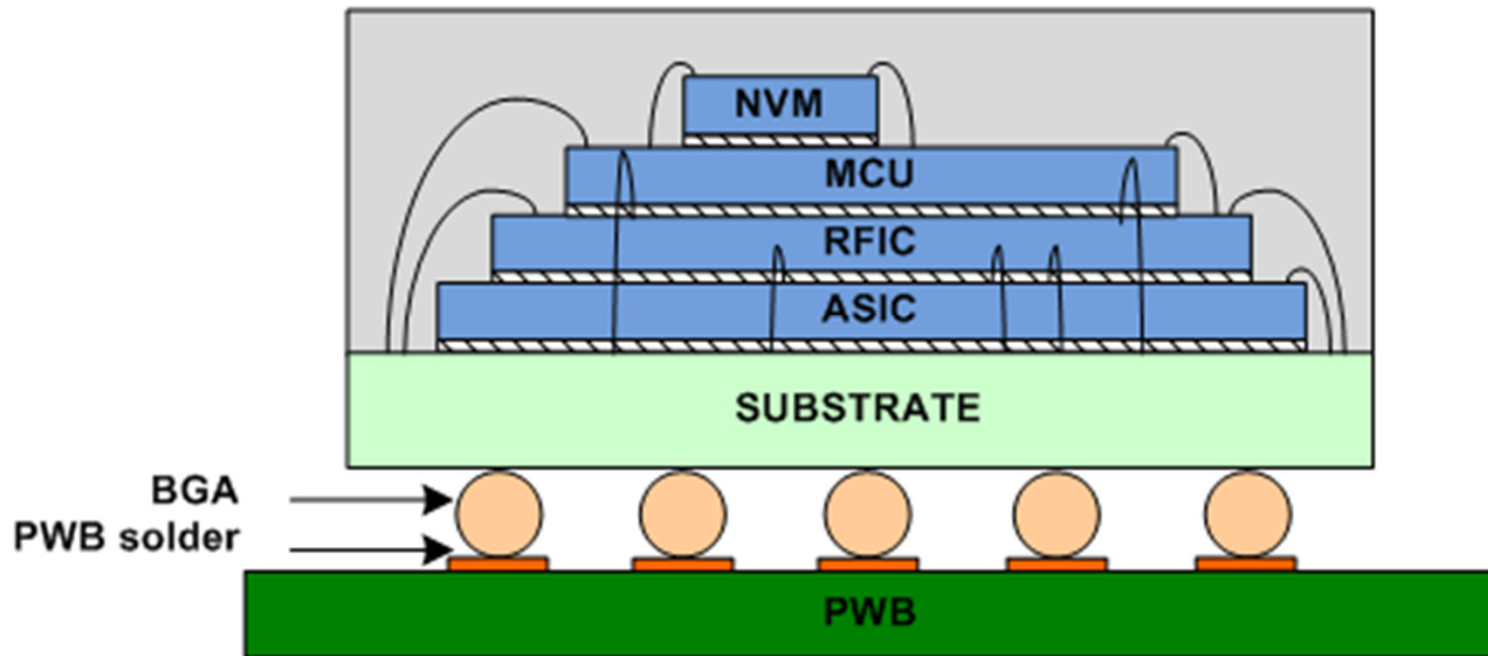 NVM
MCU
RFIC
ASIC
SUBSTRATE
BGA
PWB solder
PWB